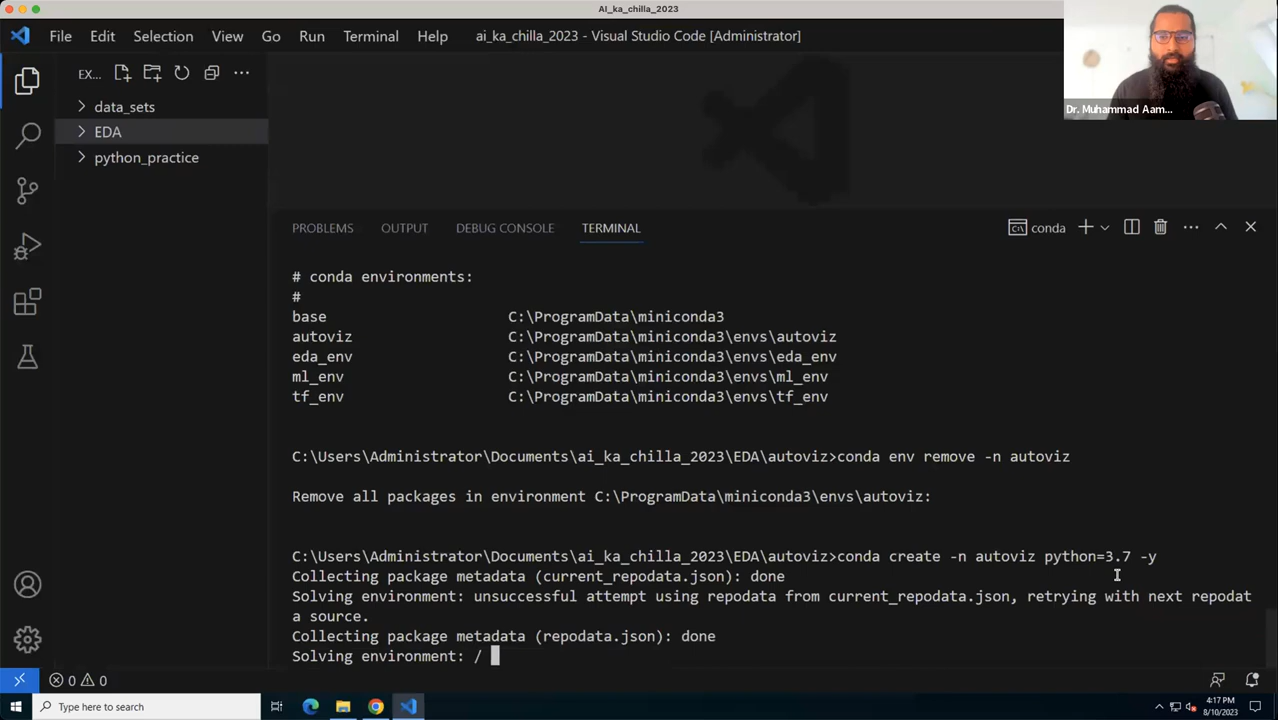 AI_ka_chilla_2023
File Edit Selection View Go Run Terminal Help ai_ka_chilla_2023 - Visual Studio Code [Administrator]
EX...
data_sets
EDA
python_practice
Dr. Muhammad Aam...
PROBLEMS OUTPUT DEBUG CONSOLE TERMINAL conda
# conda environments:
#
base C:\ProgramData\miniconda3
autoviz C:\ProgramData\miniconda3\envs\autoviz
eda_env C:\ProgramData\miniconda3\envs\eda_env
ml_env C:\ProgramData\miniconda3\envs\ml_env
tf_env C:\ProgramData\miniconda3\envs\tf_env
C:\Users\Administrator\Documents\ai_ka_chilla_2023\EDA\autoviz>conda env remove -n autoviz
Remove all packages in environment C:\ProgramData\miniconda3\envs\autoviz:
C:\Users\Administrator\Documents\ai_ka_chilla_2023\EDA\autoviz>conda create -n autoviz python=3.7 -y
Collecting package metadata (current_repodata.json): done
Solving environment: unsuccessful attempt using repodata from current_repodata.json, retrying with next repodat
a source.
Collecting package metadata (repodata.json): done
Solving environment: /
0 0
Type here to search
4:17 PM
8/10/2023